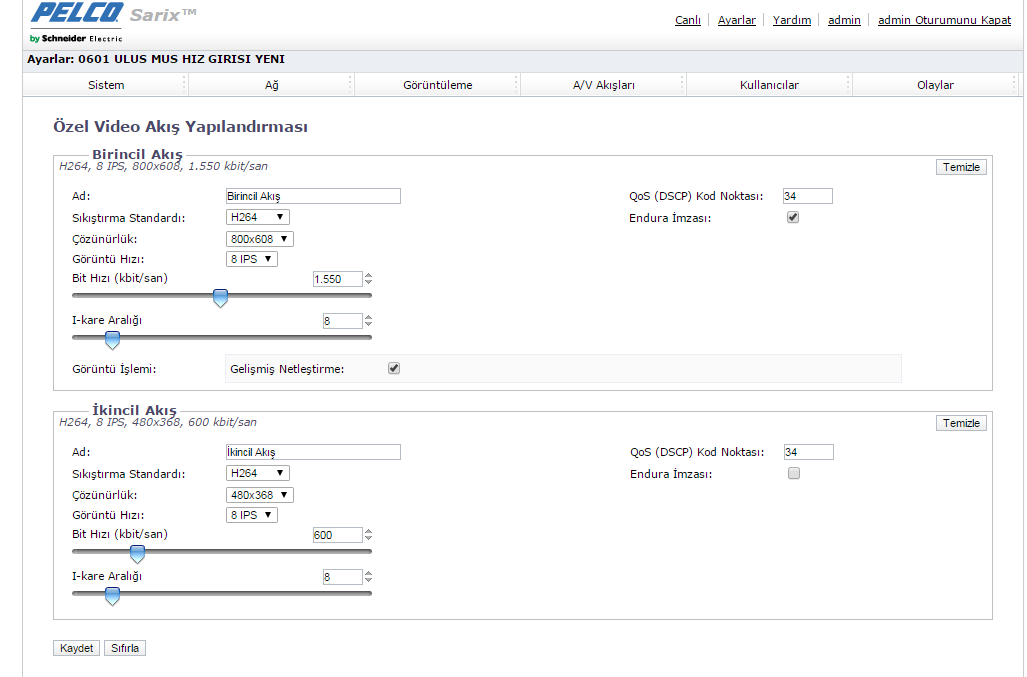 PELCO Sarix™
by Schneider Electric
Canlı Ayarlar Yardım admin admin Oturumunu Kapat
Ayarlar: 0601 ULUS MUS HIZ GIRISI YENI
Sistem Ağ Görüntüleme A/V Akışları Kullanıcılar Olaylar
Özel Video Akış Yapılandırması
Birincil Akış
H264, 8 IPS, 800x608, 1.550 kbit/san
Temizle
Ad: Birincil Akış QoS (DSCP) Kod Noktası: 34
Sıkıştırma Standardı: H264 Endura İmzası:
Çözünürlük: 800x608
Görüntü Hızı: 8 IPS
Bit Hızı (kbit/san) 1.550
I-kare Aralığı 8
Görüntü İşlemi: Gelişmiş Netleştirme:
İkincil Akış
H264, 8 IPS, 480x368, 600 kbit/san
Temizle
Ad: İkincil Akış QoS (DSCP) Kod Noktası: 34
Sıkıştırma Standardı: H264 Endura İmzası:
Çözünürlük: 480x368
Görüntü Hızı: 8 IPS
Bit Hızı (kbit/san) 600
I-kare Aralığı 8
Kaydet Sıfırla